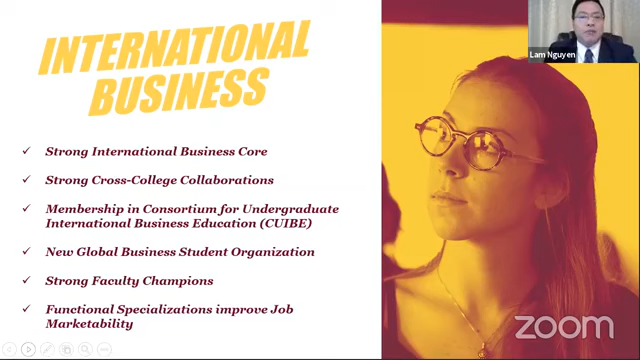 INTERNATIONAL
BUSINESS
Lam Nguyen
✓ Strong International Business Core
✓ Strong Cross-College Collaborations
✓ Membership in Consortium for Undergraduate
International Business Education (CUIBE)
✓ New Global Business Student Organization
✓ Strong Faculty Champions
✓ Functional Specializations improve Job
Marketability
zoom